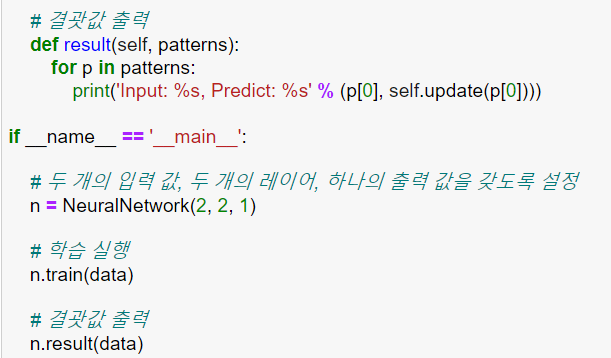 # 결괏값 출력
def result(self, patterns):
for p in patterns:
print('Input: %s, Predict: %s' % (p[0], self.update(p[0])))
if __name__ == '__main__':
# 두 개의 입력 값, 두 개의 레이어, 하나의 출력 값을 갖도록 설정
n = NeuralNetwork(2, 2, 1)
# 학습 실행
n.train(data)
# 결괏값 출력
n.result(data)